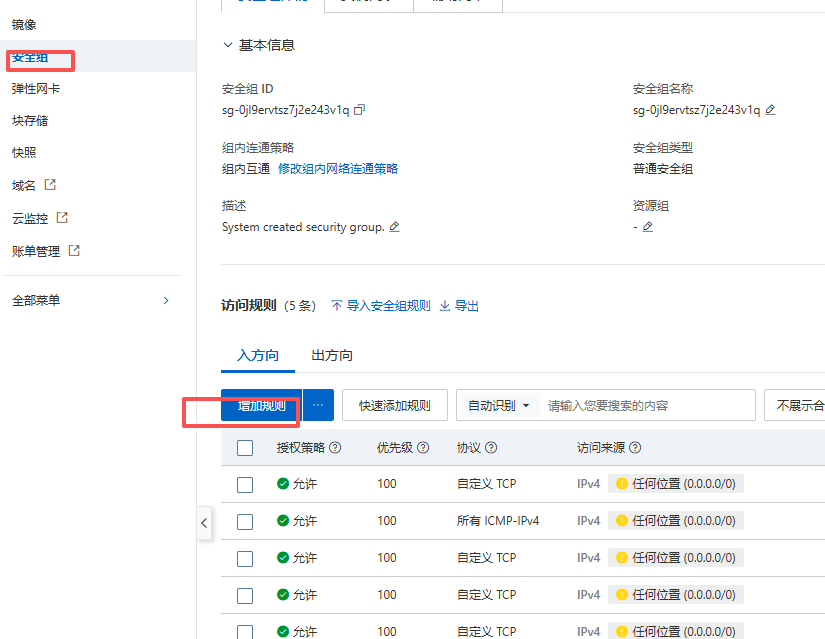 镜像
安全组
弹性网卡
块存储
快照
域名
云监控
账单管理
全部菜单
基本信息
安全组 ID
安全组名称
sg-0jl9ervtsz7j2e243v1q
sg-0jl9ervtsz7j2e243v1q
组内连通策略
安全组类型
组内互通 修改组内网络连通策略
普通安全组
描述
资源组
System created security group.
-
访问规则 (5 条) 导入安全组规则 导出
入方向 出方向
增加规则 ... 快速添加规则 自动识别 请输入您要搜索的内容 不展示合
授权策略 优先级 协议 访问来源
允许 100 自定义 TCP IPv4 任何位置 (0.0.0.0/0)
允许 100 所有 ICMP-IPv4 IPv4 任何位置 (0.0.0.0/0)
允许 100 自定义 TCP IPv4 任何位置 (0.0.0.0/0)
允许 100 自定义 TCP IPv4 任何位置 (0.0.0.0/0)
允许 100 自定义 TCP IPv4 任何位置 (0.0.0.0/0)